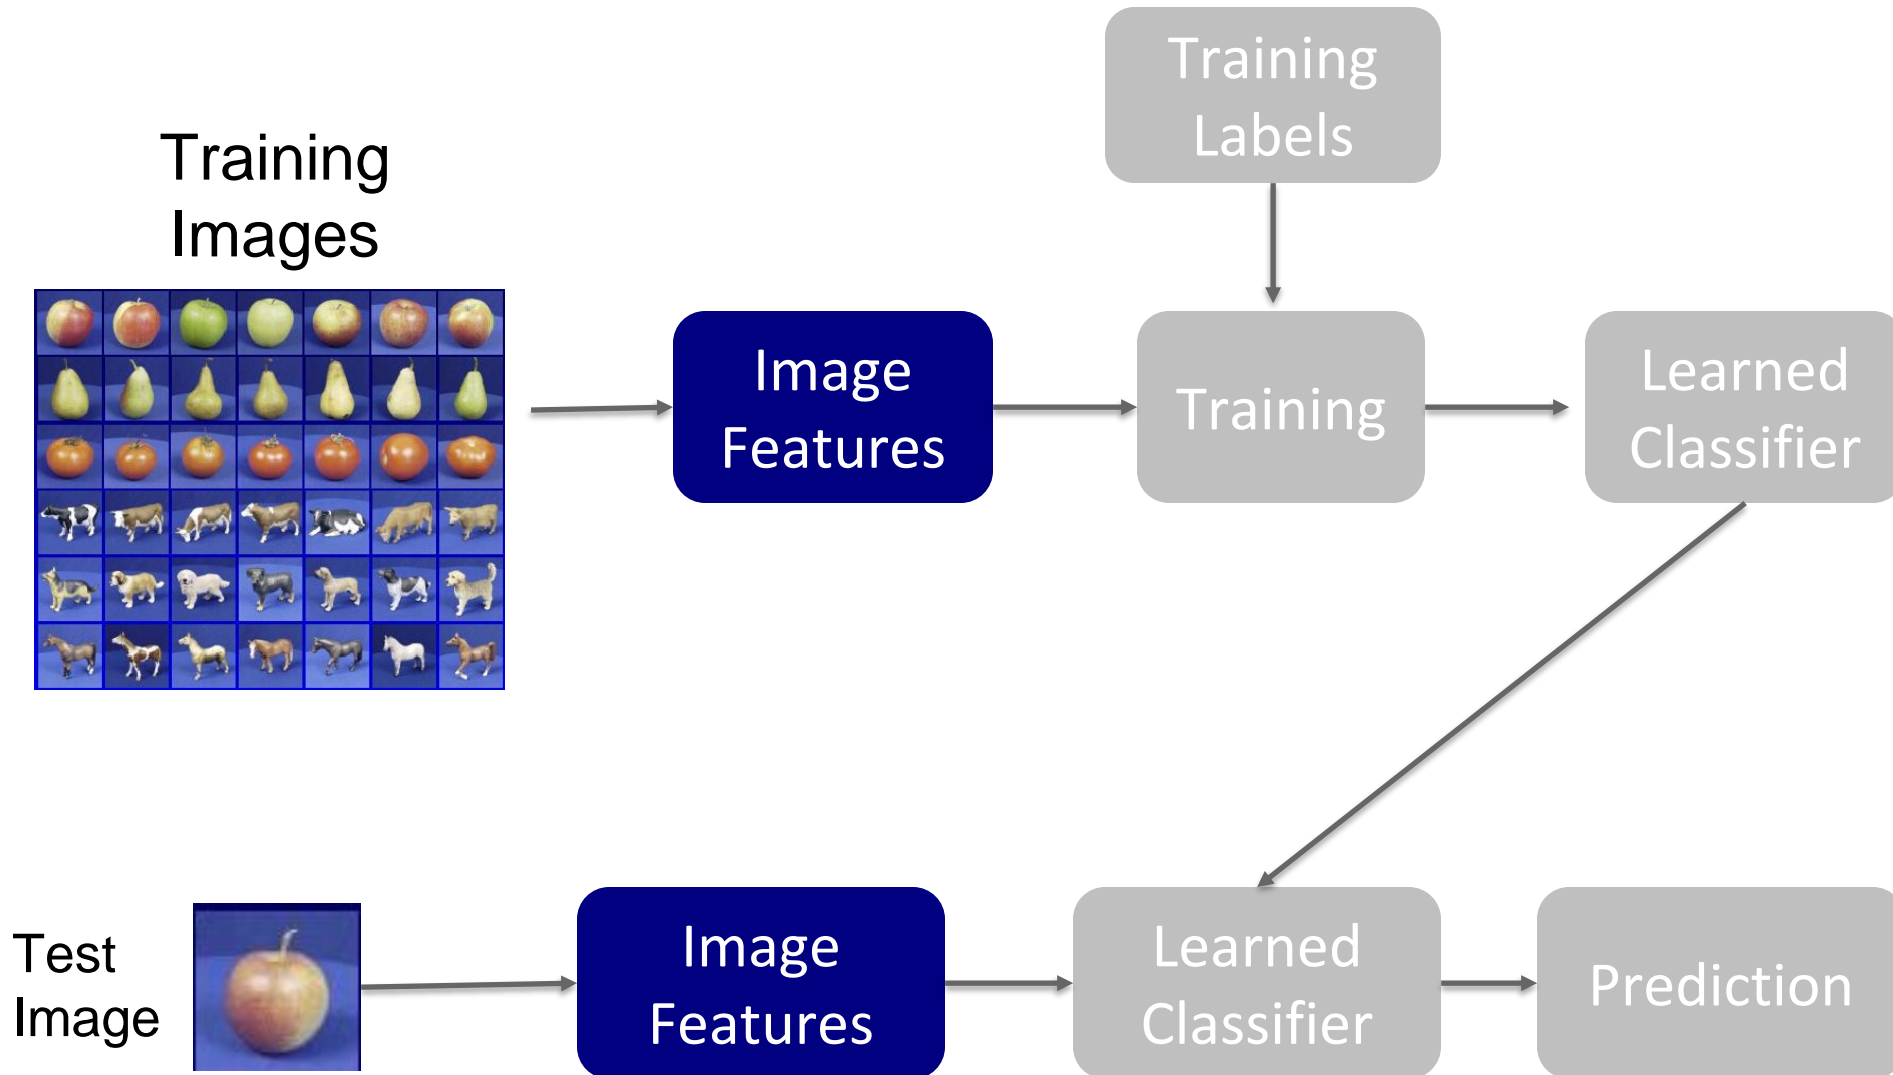 Training
Labels
Training
Images
Image
Features
Training
Learned
Classifier
Test
Image
Image
Features
Learned
Classifier
Prediction